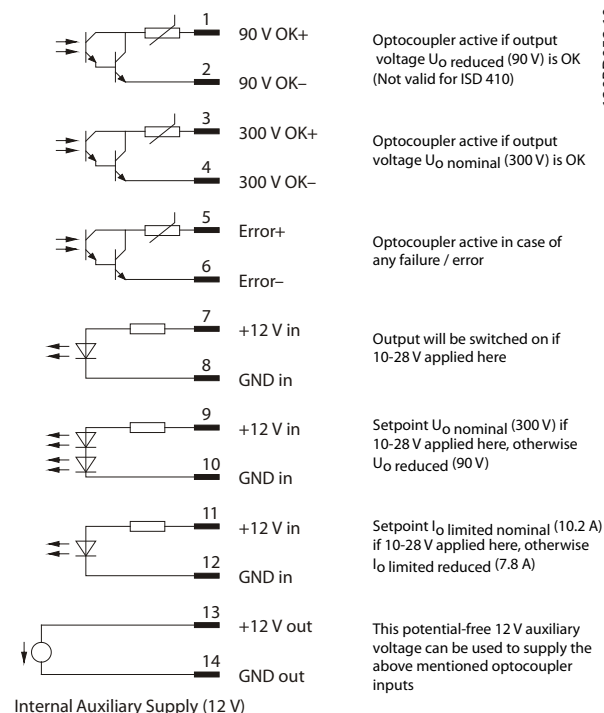 1
90 V OK+
2
90 V OK–
Optocoupler active if output
voltage Uo reduced (90 V) is OK
(Not valid for ISD 410)
3
300 V OK+
4
300 V OK–
Optocoupler active if output
voltage Uo nominal (300 V) is OK
5
Error+
6
Error–
Optocoupler active in case of
any failure / error
7
+12 V in
8
GND in
Output will be switched on if
10-28 V applied here
9
+12 V in
10
GND in
Setpoint Uo nominal (300 V) if
10-28 V applied here, otherwise
Uo reduced (90 V)
11
+12 V in
12
GND in
Setpoint Io limited nominal (10.2 A)
if 10-28 V applied here, otherwise
Io limited reduced (7.8 A)
13
+12 V out
14
GND out
This potential-free 12 V auxiliary
voltage can be used to supply the
above mentioned optocoupler
inputs
Internal Auxiliary Supply (12 V)